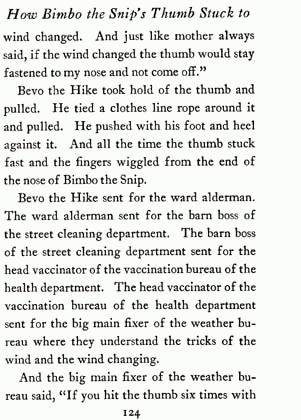 How Bimbo the Snip's Thumb Stuck to
wind changed. And just like mother always
said, if the wind changed the thumb would stay
fastened to my nose and not come off."
Bevo the Hike took hold of the thumb and
pulled. He tied a clothes line rope around it
and pulled. He pushed with his foot and heel
against it. And all the time the thumb stuck
fast and the fingers wiggled from the end of
the nose of Bimbo the Snip.
Bevo the Hike sent for the ward alderman.
The ward alderman sent for the barn boss of
the street cleaning department. The barn boss
of the street cleaning department sent for the
head vaccinator of the vaccination bureau of the
health department. The head vaccinator of the
vaccination bureau of the health department
sent for the big main fixer of the weather bu-
reau where they understand the tricks of the
wind and the wind changing.
And the big main fixer of the weather bu-
reau said, "If you hit the thumb six times with
124